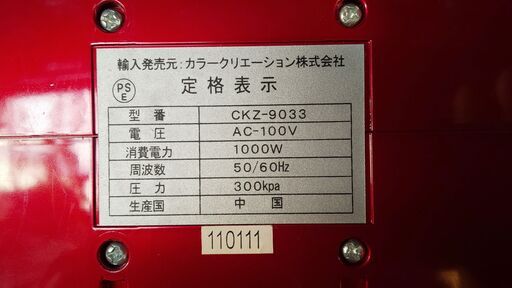 輸入発売元: カラークリエーション株式会社
PS
E
定格表示
型番 CKZ-9033
電圧 AC-100V
消費電力 1000W
周波数 50/60Hz
圧力 300kpa
生産国 中国
110111